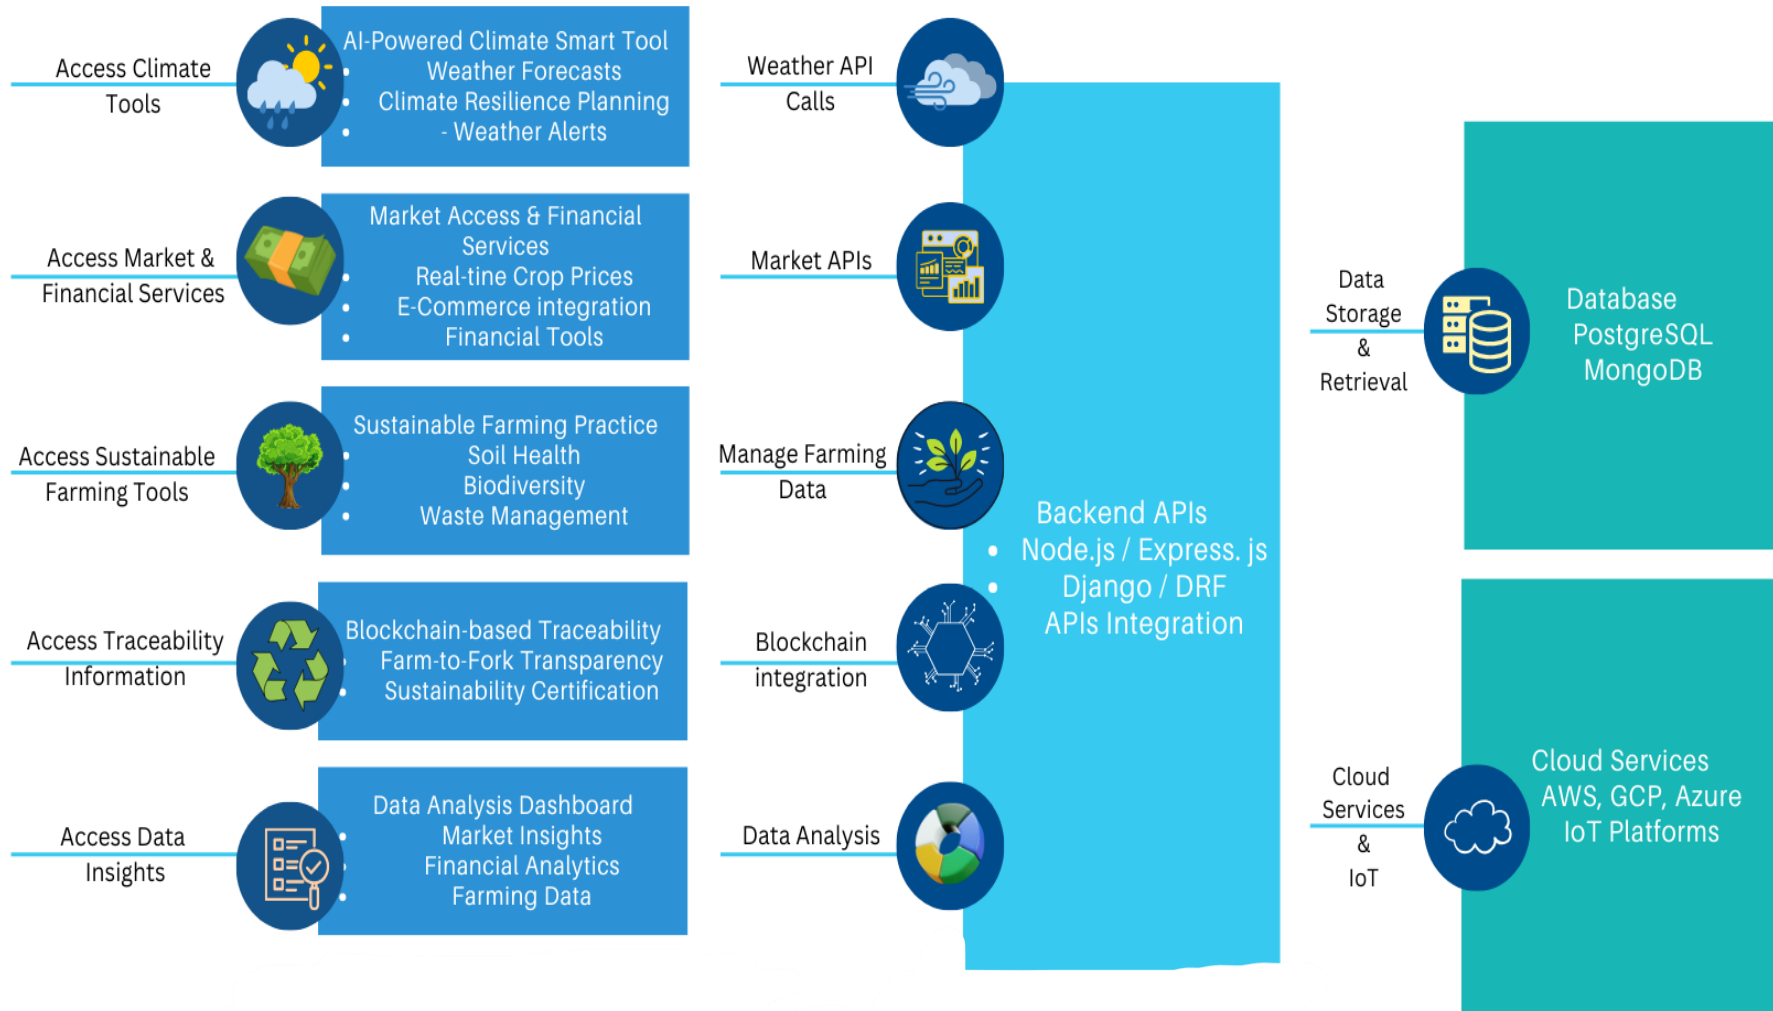 Access Climate
Tools
AI-Powered Climate Smart Tool
• Weather Forecasts
• Climate Resilience Planning
• - Weather Alerts
Access Market &
Financial Services
Market Access & Financial
Services
• Real-tine Crop Prices
• E-Commerce integration
• Financial Tools
Access Sustainable
Farming Tools
Sustainable Farming Practice
• Soil Health
• Biodiversity
• Waste Management
Access Traceability
Information
Blockchain-based Traceability
• Farm-to-Fork Transparency
• Sustainability Certification
Access Data
Insights
Data Analysis Dashboard
• Market Insights
• Financial Analytics
• Farming Data
Weather API
Calls
Market APIs
Manage Farming
Data
Blockchain
integration
Data Analysis
Backend APIs
• Node.js / Express. js
• Django / DRF
APIs Integration
Data
Storage
&
Retrieval
Database
PostgreSQL
MongoDB
Cloud
Services
&
IoT
Cloud Services
AWS, GCP, Azure
IoT Platforms